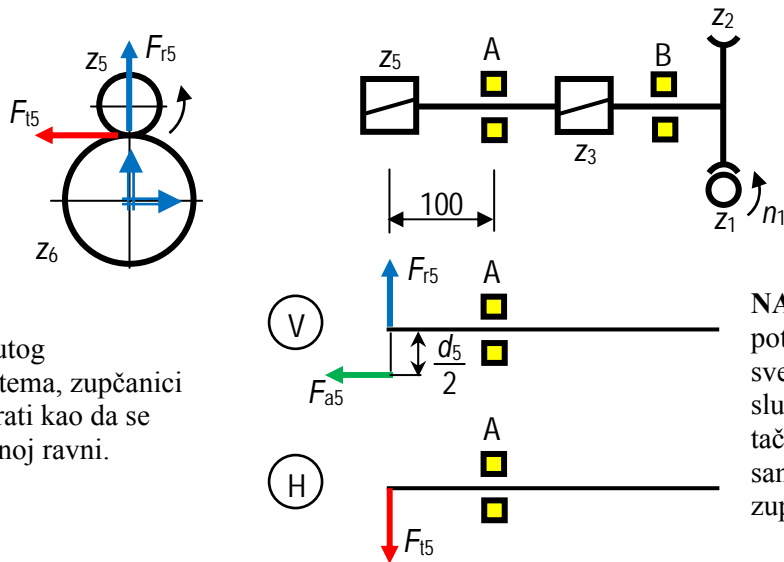 z5
Fr5
Ft5
z6
z5
A
B
z2
z3
z1
n1
100
V
Fr5
A
d5
2
Fa5
H
A
Ft5
utog
tema, zupčanici
rati kao da se
noj ravni.
NA
pot
sve
slu
tač
zup